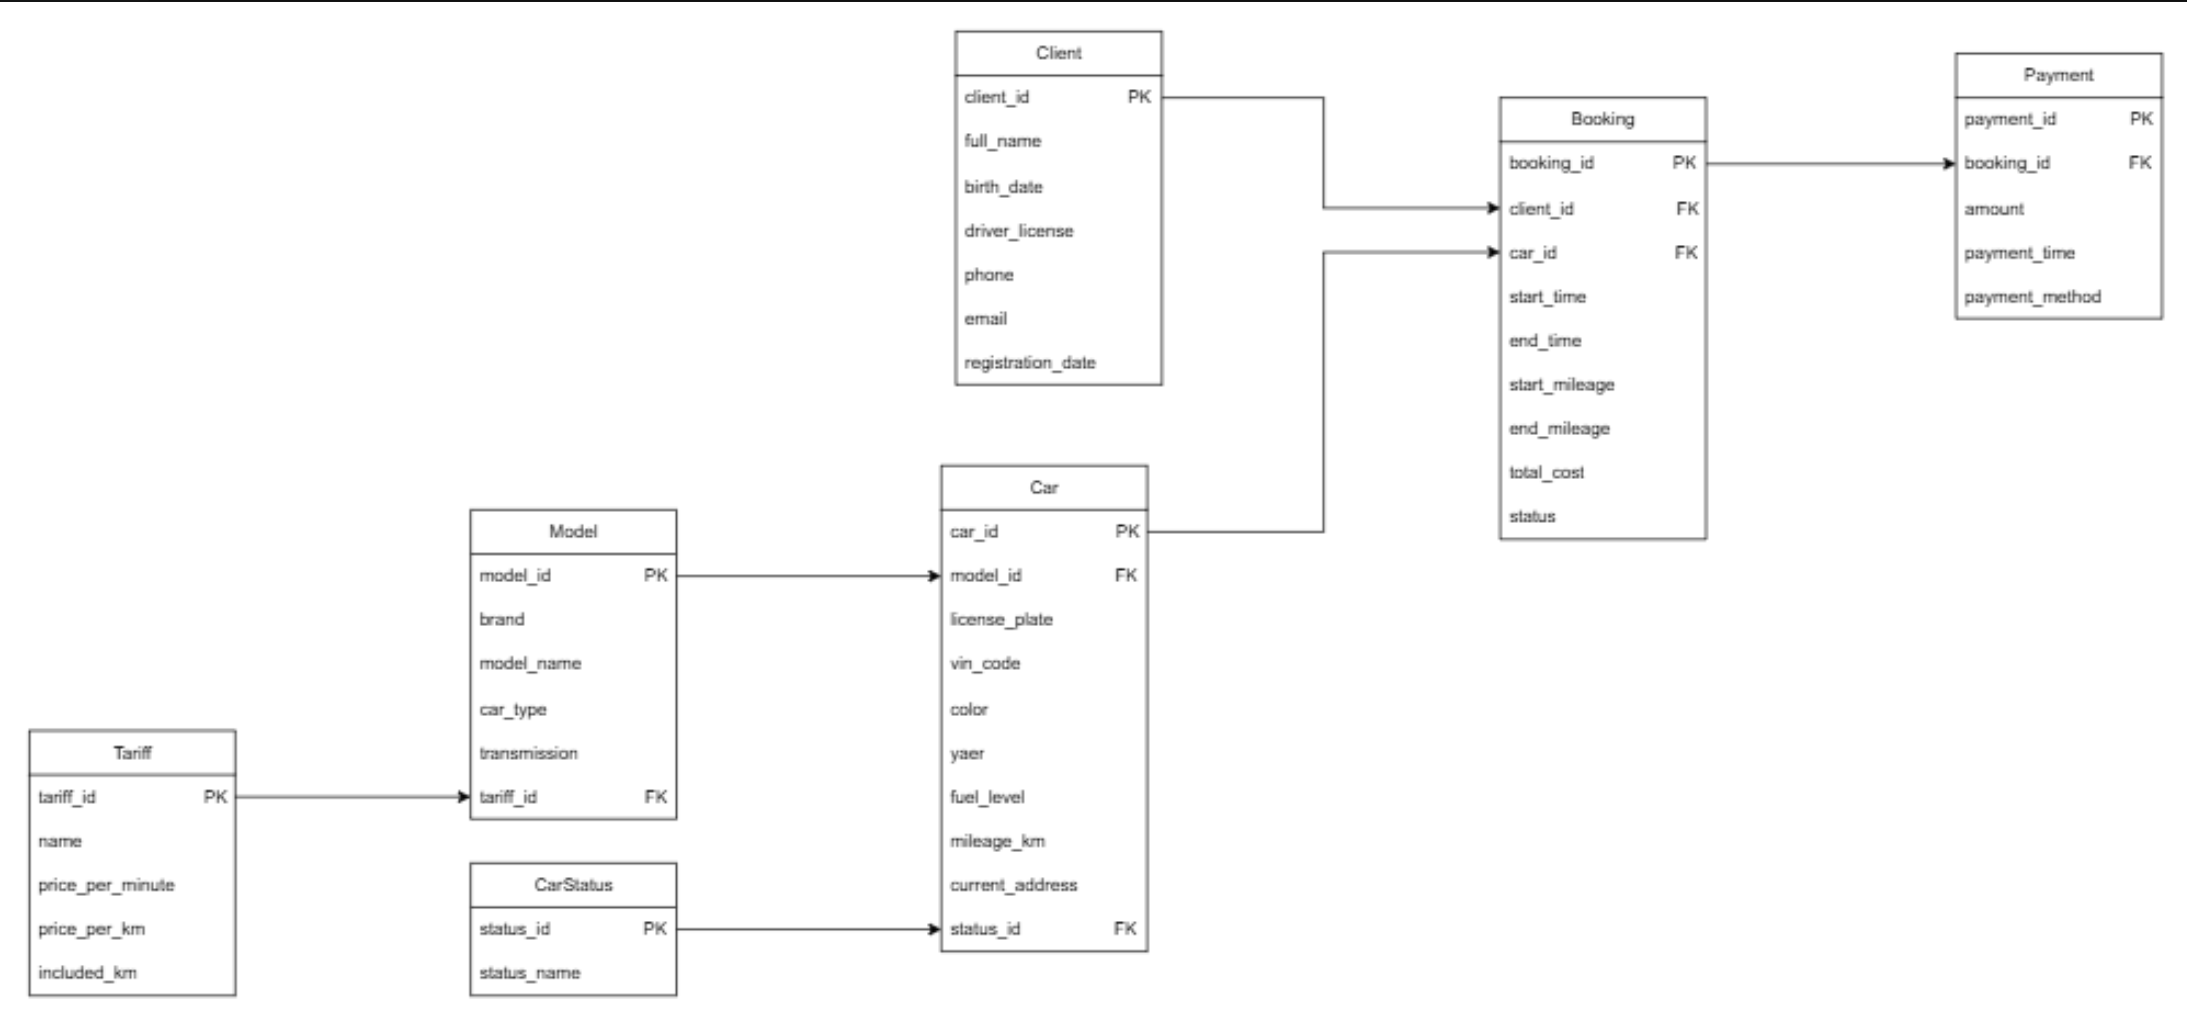 Client
client_id PK
full_name
birth_date
driver_license
phone
email
registration_date
Booking
booking_id PK
client_id FK
car_id FK
start_time
end_time
start_mileage
end_mileage
total_cost
status
Payment
payment_id PK
booking_id FK
amount
payment_time
payment_method
Car
car_id PK
model_id FK
license_plate
vin_code
color
yaer
fuel_level
mileage_km
current_address
status_id FK
Model
model_id PK
brand
model_name
car_type
transmission
tariff_id FK
Tariff
tariff_id PK
name
price_per_minute
price_per_km
included_km
CarStatus
status_id PK
status_name